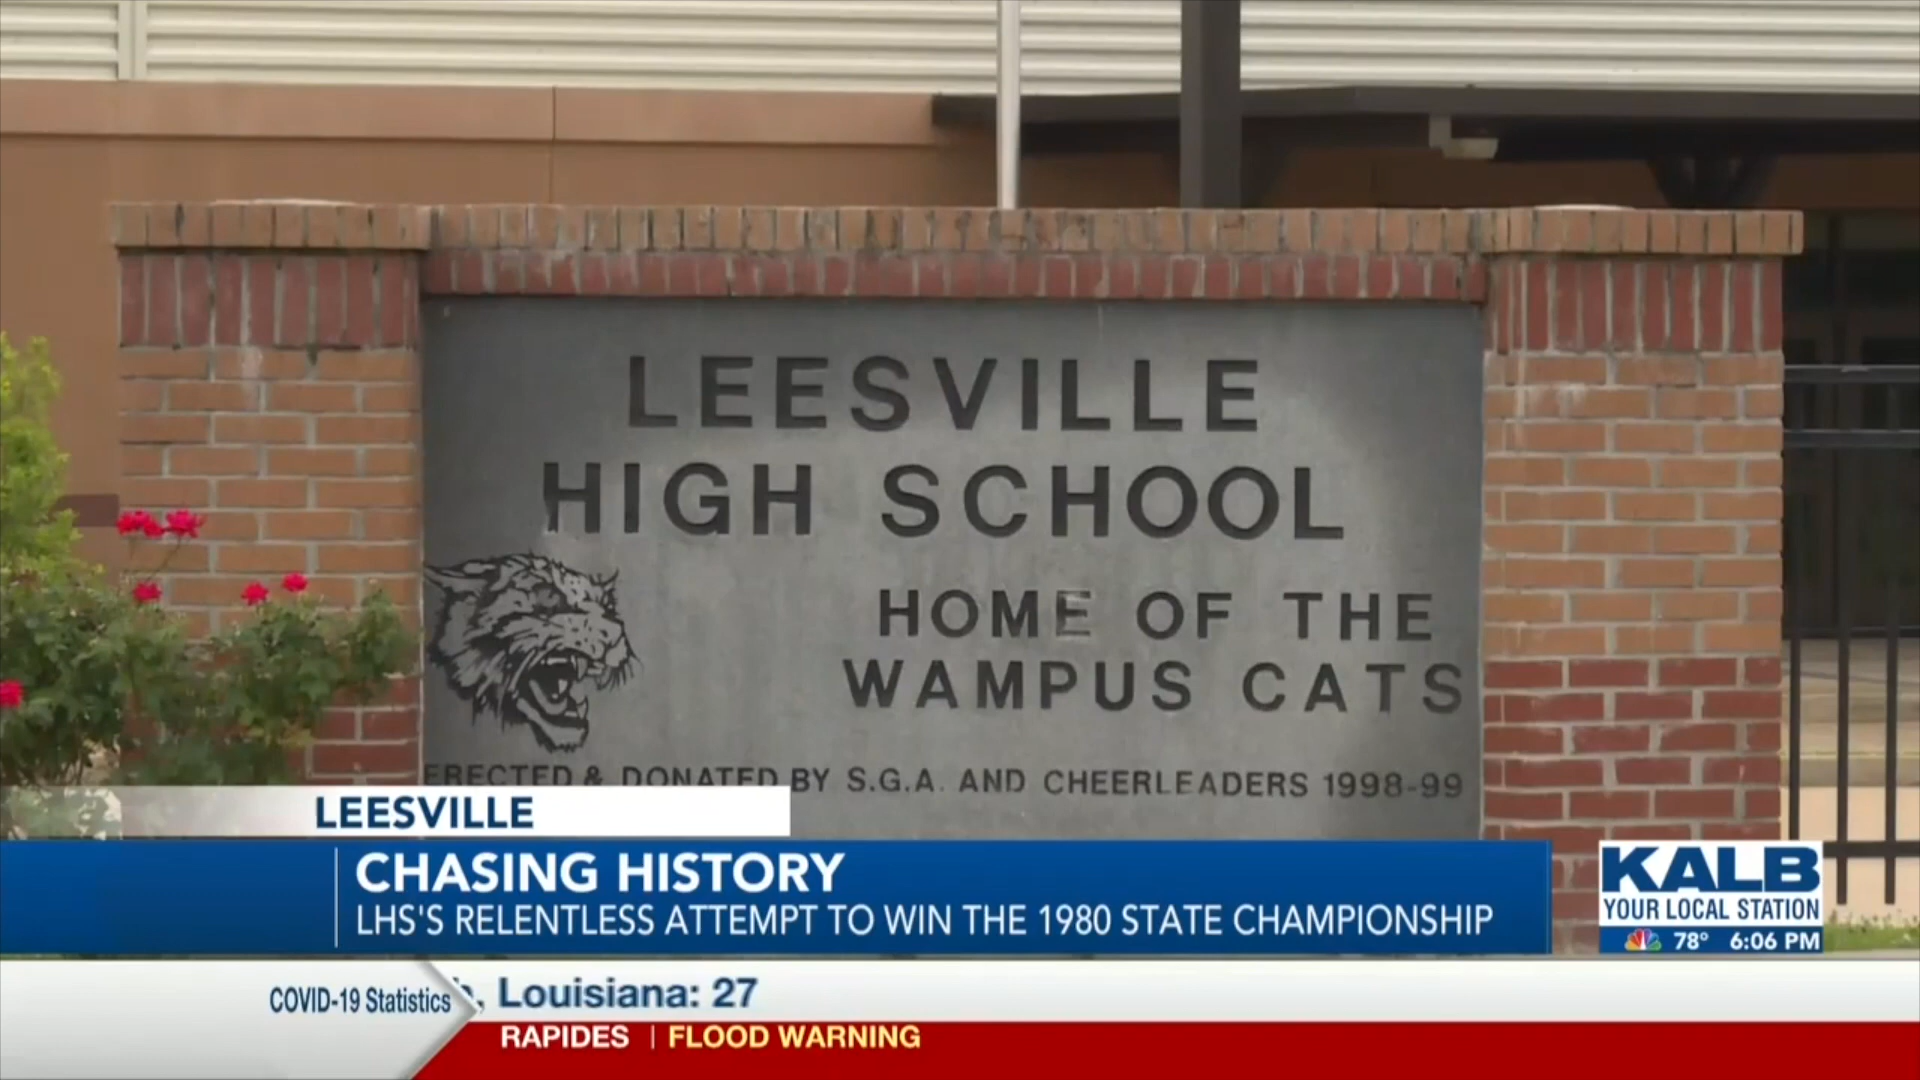 LEESVILLE
HIGH SCHOOL
HOME OF THE
WAMPUS CATS
ERECTED & DONATED BY S.G.A. AND CHEERLEADERS 1998-99
LEESVILLE
CHASING HISTORY
LHS'S RELENTLESS ATTEMPT TO WIN THE 1980 STATE CHAMPIONSHIP
KALB
YOUR LOCAL STATION
78° 6:06 PM
COVID-19 Statistics , Louisiana: 27
RAPIDES | FLOOD WARNING